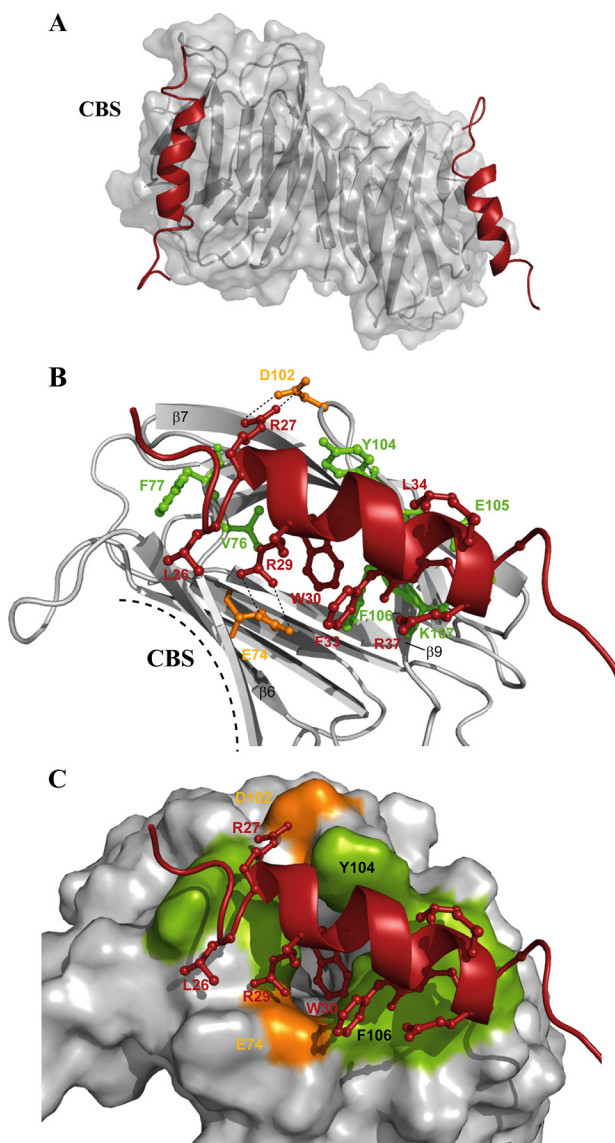 A
CBS
B
D102
β7
R27
Y104
F77
L34
E105
V76
L26
R29
W30
F106
F33
R37
K107
E74
β9
CBS
β6
C
D102
R27
Y104
L26
R29
W30
F106
E74